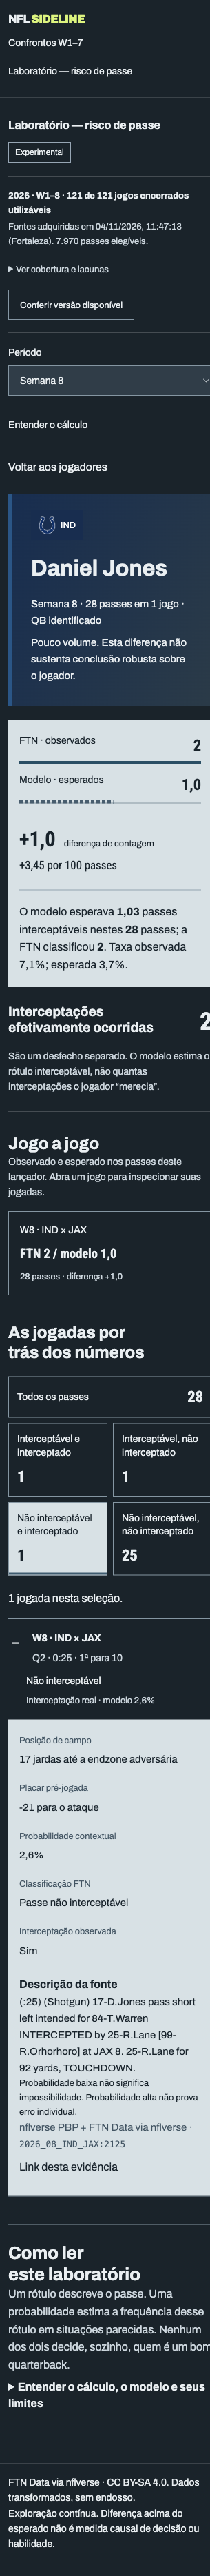 NFL SIDELINE
Confrontos W1–7
Laboratório — risco de passe
Laboratório — risco de passe
Experimental
2026 · W1–8 · 121 de 121 jogos encerrados
utilizáveis
Fontes adquiridas em 04/11/2026, 11:47:13
(Fortaleza). 7.970 passes elegíveis.
Ver cobertura e lacunas
Conferir versão disponível
Período
Semana 8
Entender o cálculo
Voltar aos jogadores
IND
Daniel Jones
Semana 8 · 28 passes em 1 jogo ·
QB identificado
Pouco volume. Esta diferença não
sustenta conclusão robusta sobre
o jogador.
FTN · observados 2
Modelo · esperados 1,0
+1,0 diferença de contagem
+3,45 por 100 passes
O modelo esperava 1,03 passes
interceptáveis nestes 28 passes; a
FTN classificou 2. Taxa observada
7,1%; esperada 3,7%.
Interceptações
efetivamente ocorridas 2
São um desfecho separado. O modelo estima o
rótulo interceptável, não quantas
interceptações o jogador “merecia”.
Jogo a jogo
Observado e esperado nos passes deste
lançador. Abra um jogo para inspecionar suas
jogadas.
W8 · IND × JAX
FTN 2 / modelo 1,0
28 passes · diferença +1,0
As jogadas por
trás dos números
Todos os passes 28
Interceptável e
interceptado
1
Interceptável, não
interceptado
1
Não interceptável
e interceptado
1
Não interceptável,
não interceptado
25
1 jogada nesta seleção.
W8 · IND × JAX
Q2 · 0:25 · 1ª para 10
Não interceptável
Interceptação real · modelo 2,6%
Posição de campo
17 jardas até a endzone adversária
Placar pré-jogada
-21 para o ataque
Probabilidade contextual
2,6%
Classificação FTN
Passe não interceptável
Interceptação observada
Sim
Descrição da fonte
(:25) (Shotgun) 17-D.Jones pass short
left intended for 84-T.Warren
INTERCEPTED by 25-R.Lane [99-
R.Orhorhoro] at JAX 8. 25-R.Lane for
92 yards, TOUCHDOWN.
Probabilidade baixa não significa
impossibilidade. Probabilidade alta não prova
erro individual.
nflverse PBP + FTN Data via nflverse ·
2026_08_IND_JAX:2125
Link desta evidência
Como ler
este laboratório
Um rótulo descreve o passe. Uma
probabilidade estima a frequência desse
rótulo em situações parecidas. Nenhum
dos dois decide, sozinho, quem é um bom
quarterback.
Entender o cálculo, o modelo e seus
limites
FTN Data via nflverse · CC BY-SA 4.0. Dados
transformados, sem endosso.
Exploração contínua. Diferença acima do
esperado não é medida causal de decisão ou
habilidade.